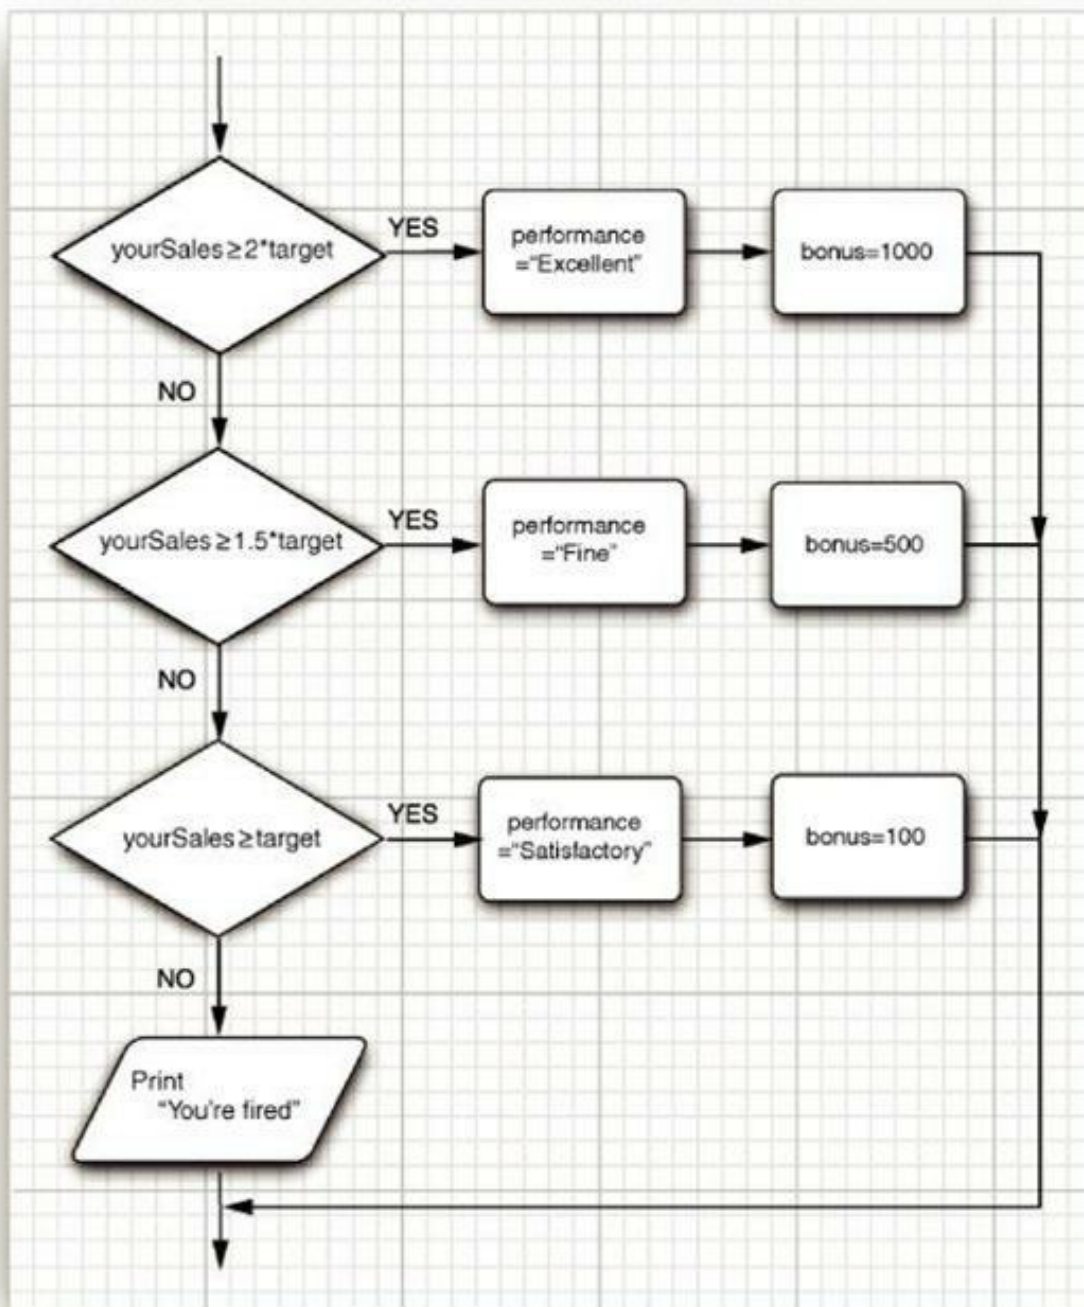 yourSales≥2*target
YES
performance
="Excellent"
bonus=1000
NO
yourSales≥1.5*target
YES
performance
="Fine"
bonus=500
NO
yourSales≥target
YES
performance
="Satisfactory"
bonus=100
NO
Print
"You're fired"